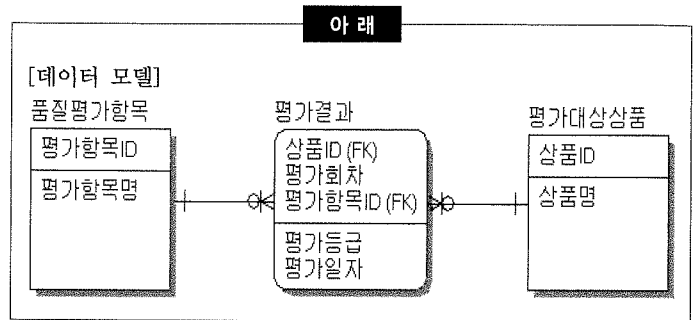 아 래
[데이터 모델]
품질평가항목
평가항목ID
평가항목명
평가결과
상품ID (FK)
평가회차
평가항목ID (FK)
평가등급
평가일자
평가대상상품
상품ID
상품명